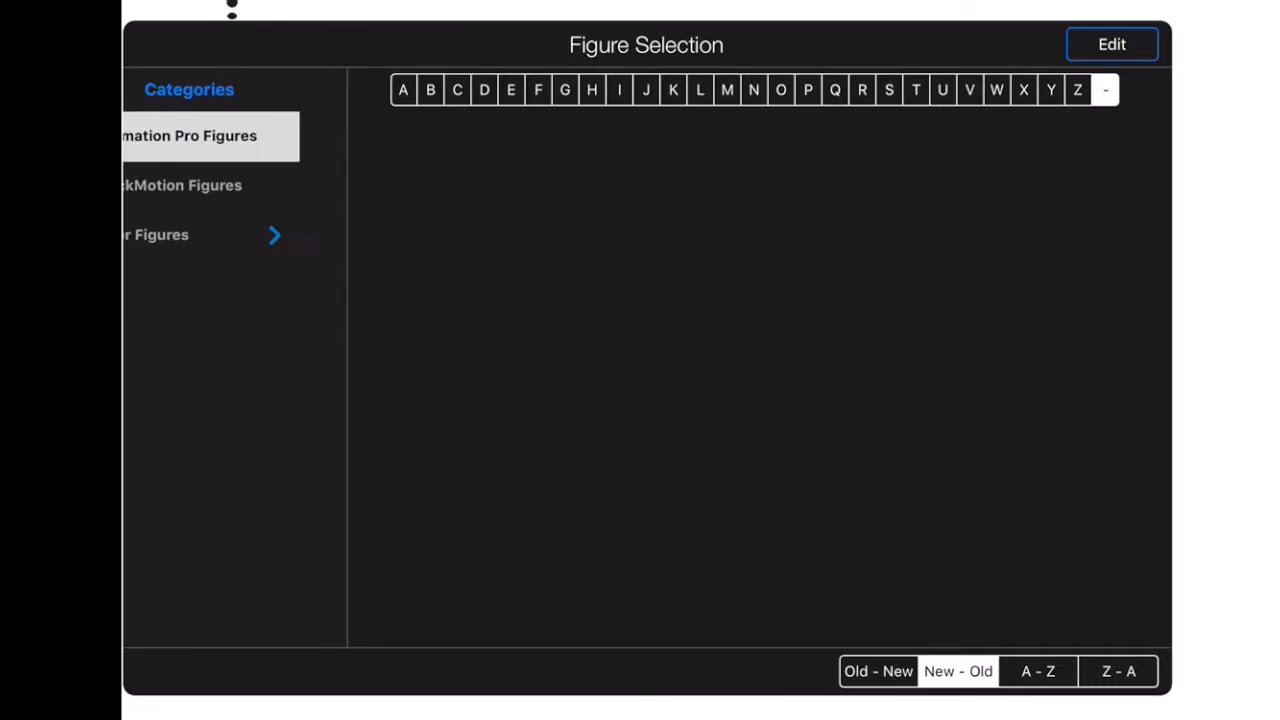 Figure Selection
Edit
Categories
A B C D E F G H I J K L M N O P Q R S T U V W X Y Z -
mation Pro Figures
kMotion Figures
r Figures
Old - New New - Old A - Z Z - A